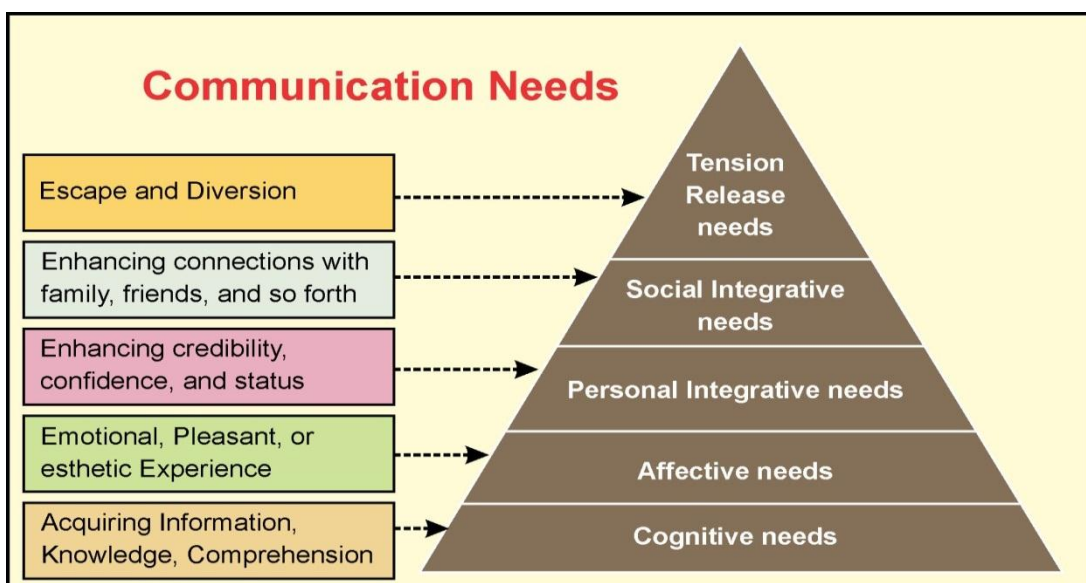 Communication Needs
Escape and Diversion
Tension
Release
needs
Enhancing connections with
family, friends, and so forth
Social Integrative
needs
Enhancing credibility,
confidence, and status
Personal Integrative needs
Emotional, Pleasant, or
esthetic Experience
Affective needs
Acquiring Information,
Knowledge, Comprehension
Cognitive needs